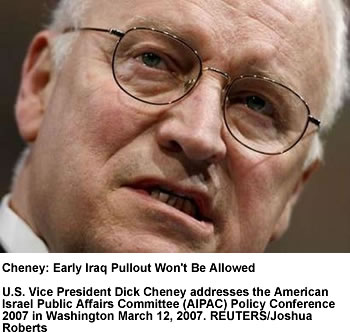 Cheney: Early Iraq Pullout Won't Be Allowed
U.S. Vice President Dick Cheney addresses the American
Israel Public Affairs Committee (AIPAC) Policy Conference
2007 in Washington March 12, 2007. REUTERS/Joshua
Roberts